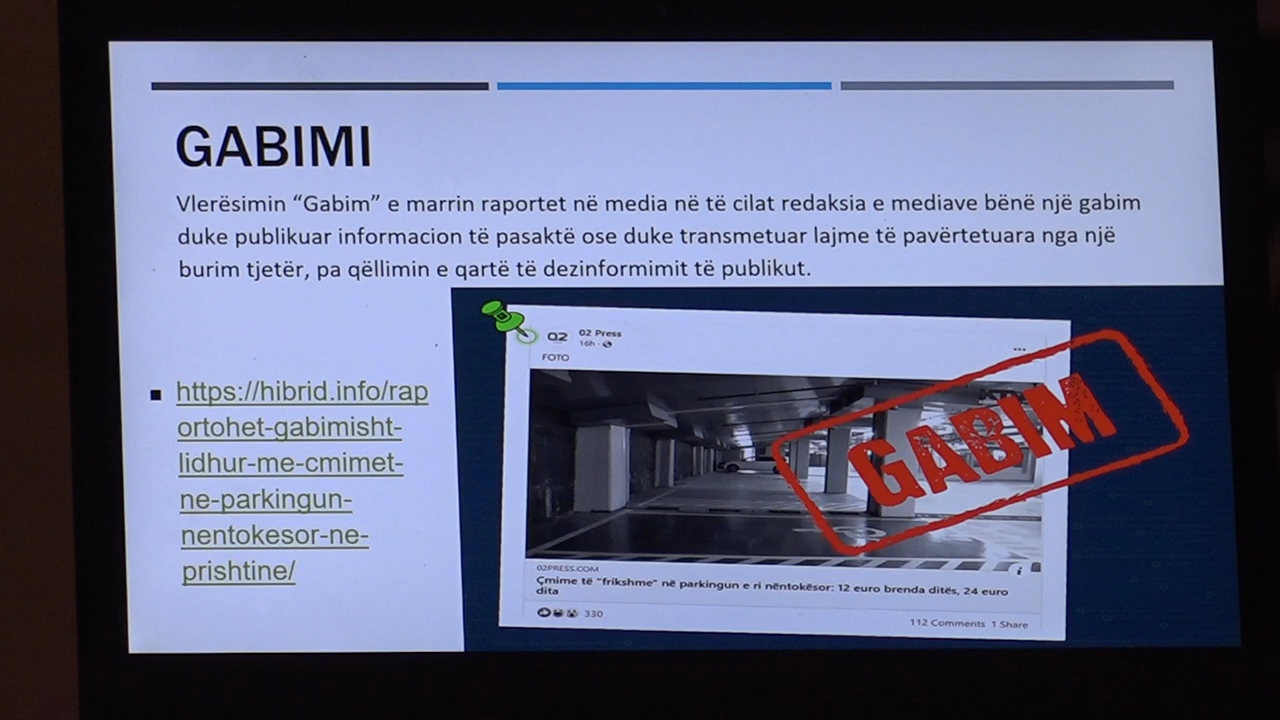 GABIMI
Vlerësimin “Gabim” e marrin raportet në media në të cilat redaksia e mediave bënë një gabim
duke publikuar informacion të pasaktë ose duke transmetuar lajme të pavërtetuara nga një
burim tjetër, pa qëllimin e qartë të dezinformimit të publikut.
https://hibrid.info/rap
ortohet-gabimisht-
lidhur-me-cmimet-
ne-parkingun-
nentokesor-ne-
prishtine/
02 02 Press
16h ·
FOTO
GABIM
02PRESS.COM
Çmime të "frikshme" në parkingun e ri nëntokësor: 12 euro brenda ditës, 24 euro
dita
330
112 Comments 1 Share